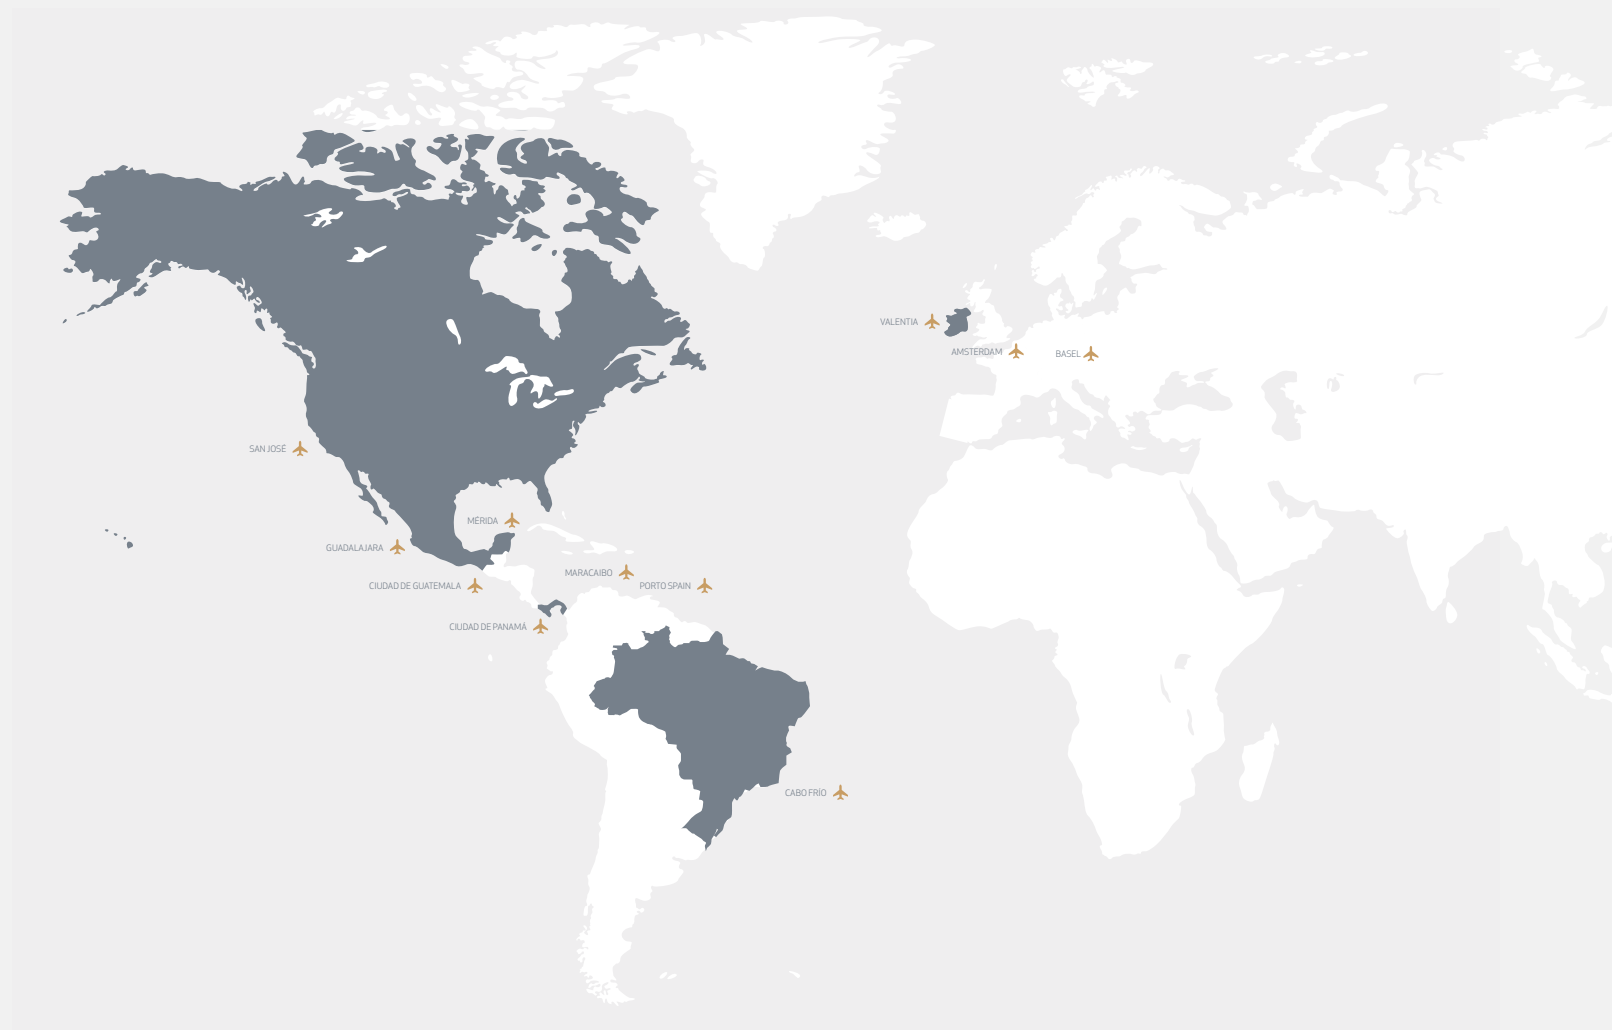 VALENTIA
AMSTERDAM
BASEL
SAN JOSÉ
MÉRIDA
GUADALAJARA
MARACAIBO
CIUDAD DE GUATEMALA
PORTO SPAIN
CIUDAD DE PANAMÁ
CABO FRÍO